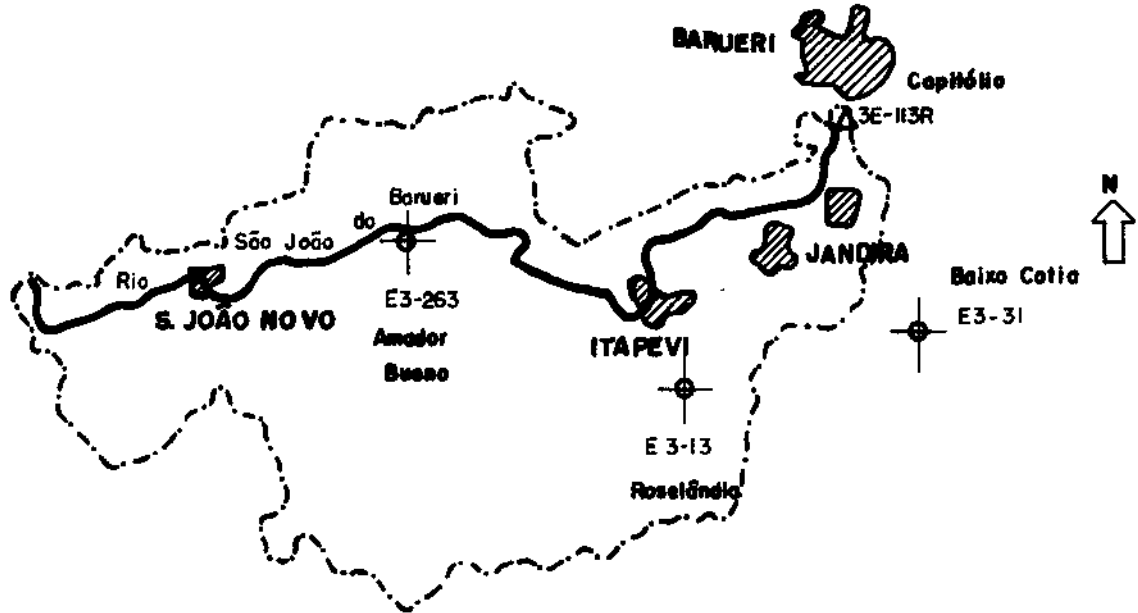 BARUERI
Capitólio
3E-113R
N
Rio São João do Barueri
JANDIRA
Baixo Cotia
E3-31
E3-263
Amador
Bueno
S. JOÃO NOVO
ITAPEVI
E3-13
Roselândia